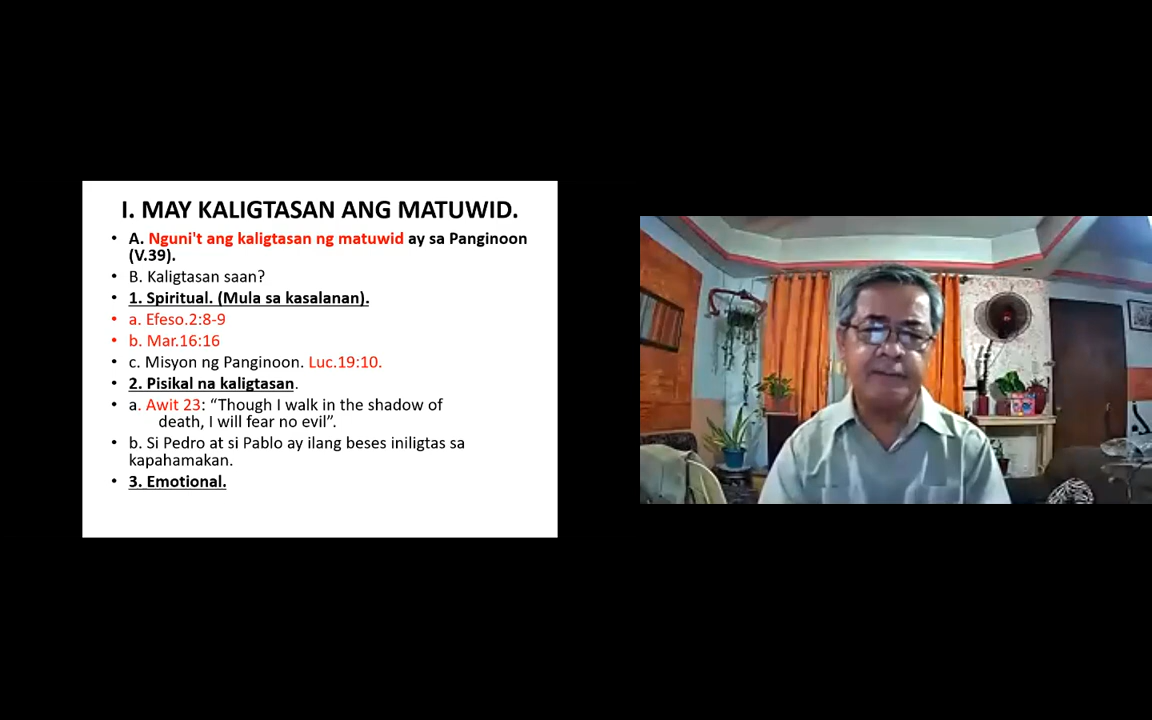 I. MAY KALIGTASAN ANG MATUWID.
• A. Nguni't ang kaligtasan ng matuwid ay sa Panginoon
(V.39).
• B. Kaligtasan saan?
• 1. Spiritual. (Mula sa kasalanan).
• a. Efeso.2:8-9
• b. Mar.16:16
• c. Misyon ng Panginoon. Luc.19:10.
• 2. Pisikal na kaligtasan.
• a. Awit 23: “Though I walk in the shadow of
death, I will fear no evil”.
• b. Si Pedro at si Pablo ay ilang beses iniligtas sa
kapahamakan.
• 3. Emotional.